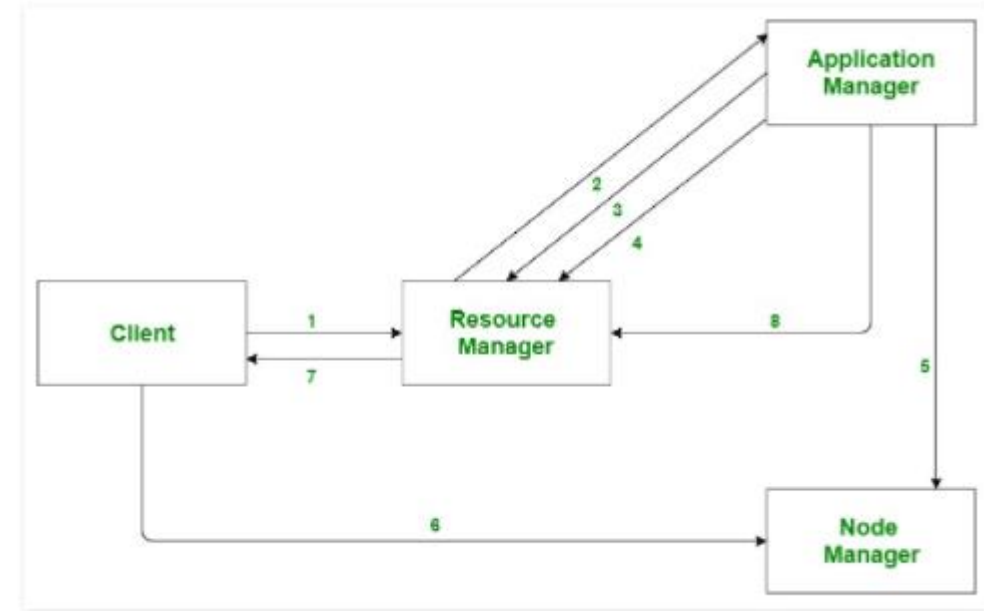 Application
Manager
2
3
4
Client
1
Resource
Manager
8
7
5
6
Node
Manager